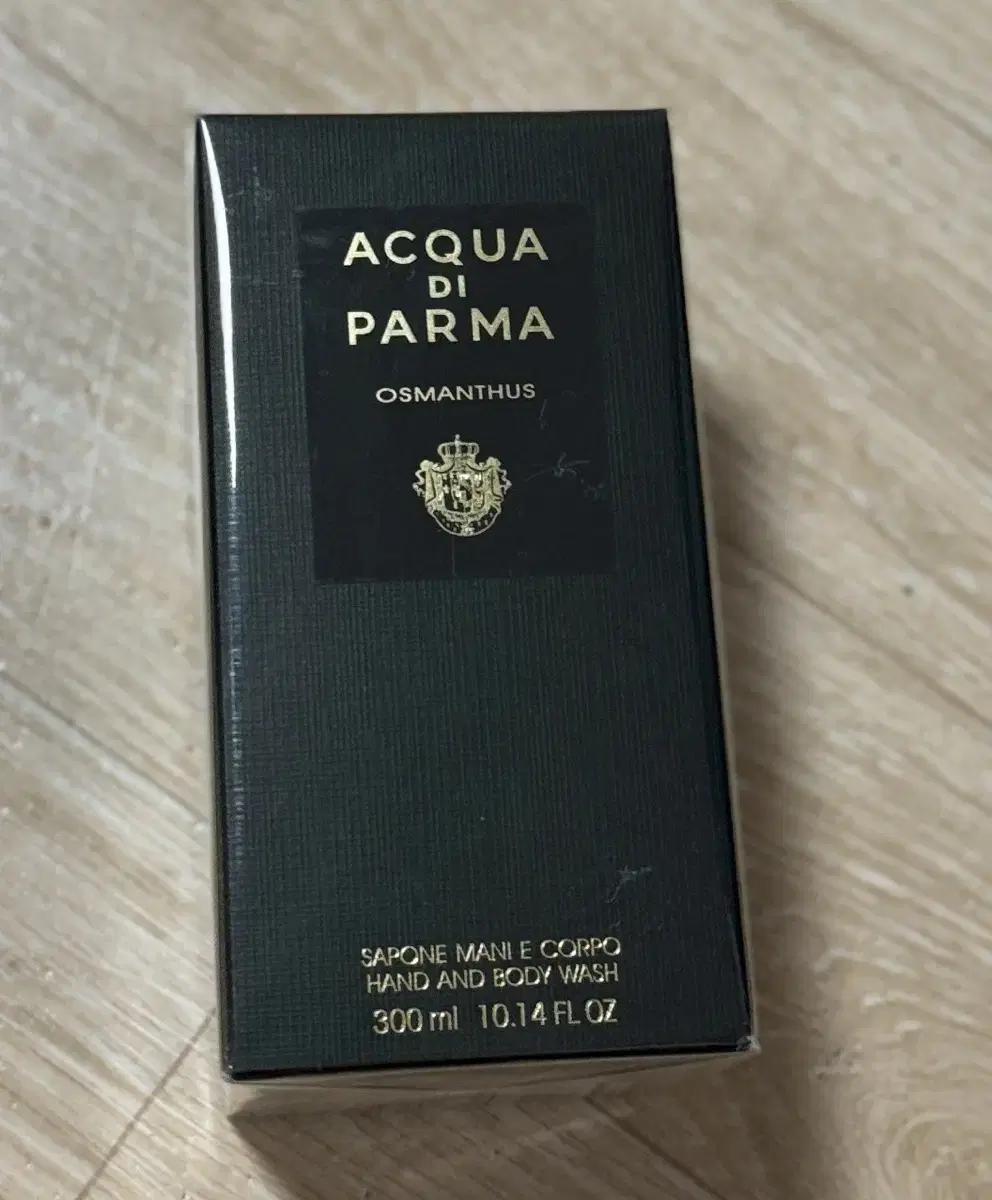 ACQUA
DI
PARMA
OSMANTHUS
SAPONE MANI E CORPO
HAND AND BODY WASH
300 ml 10.14 FL OZ